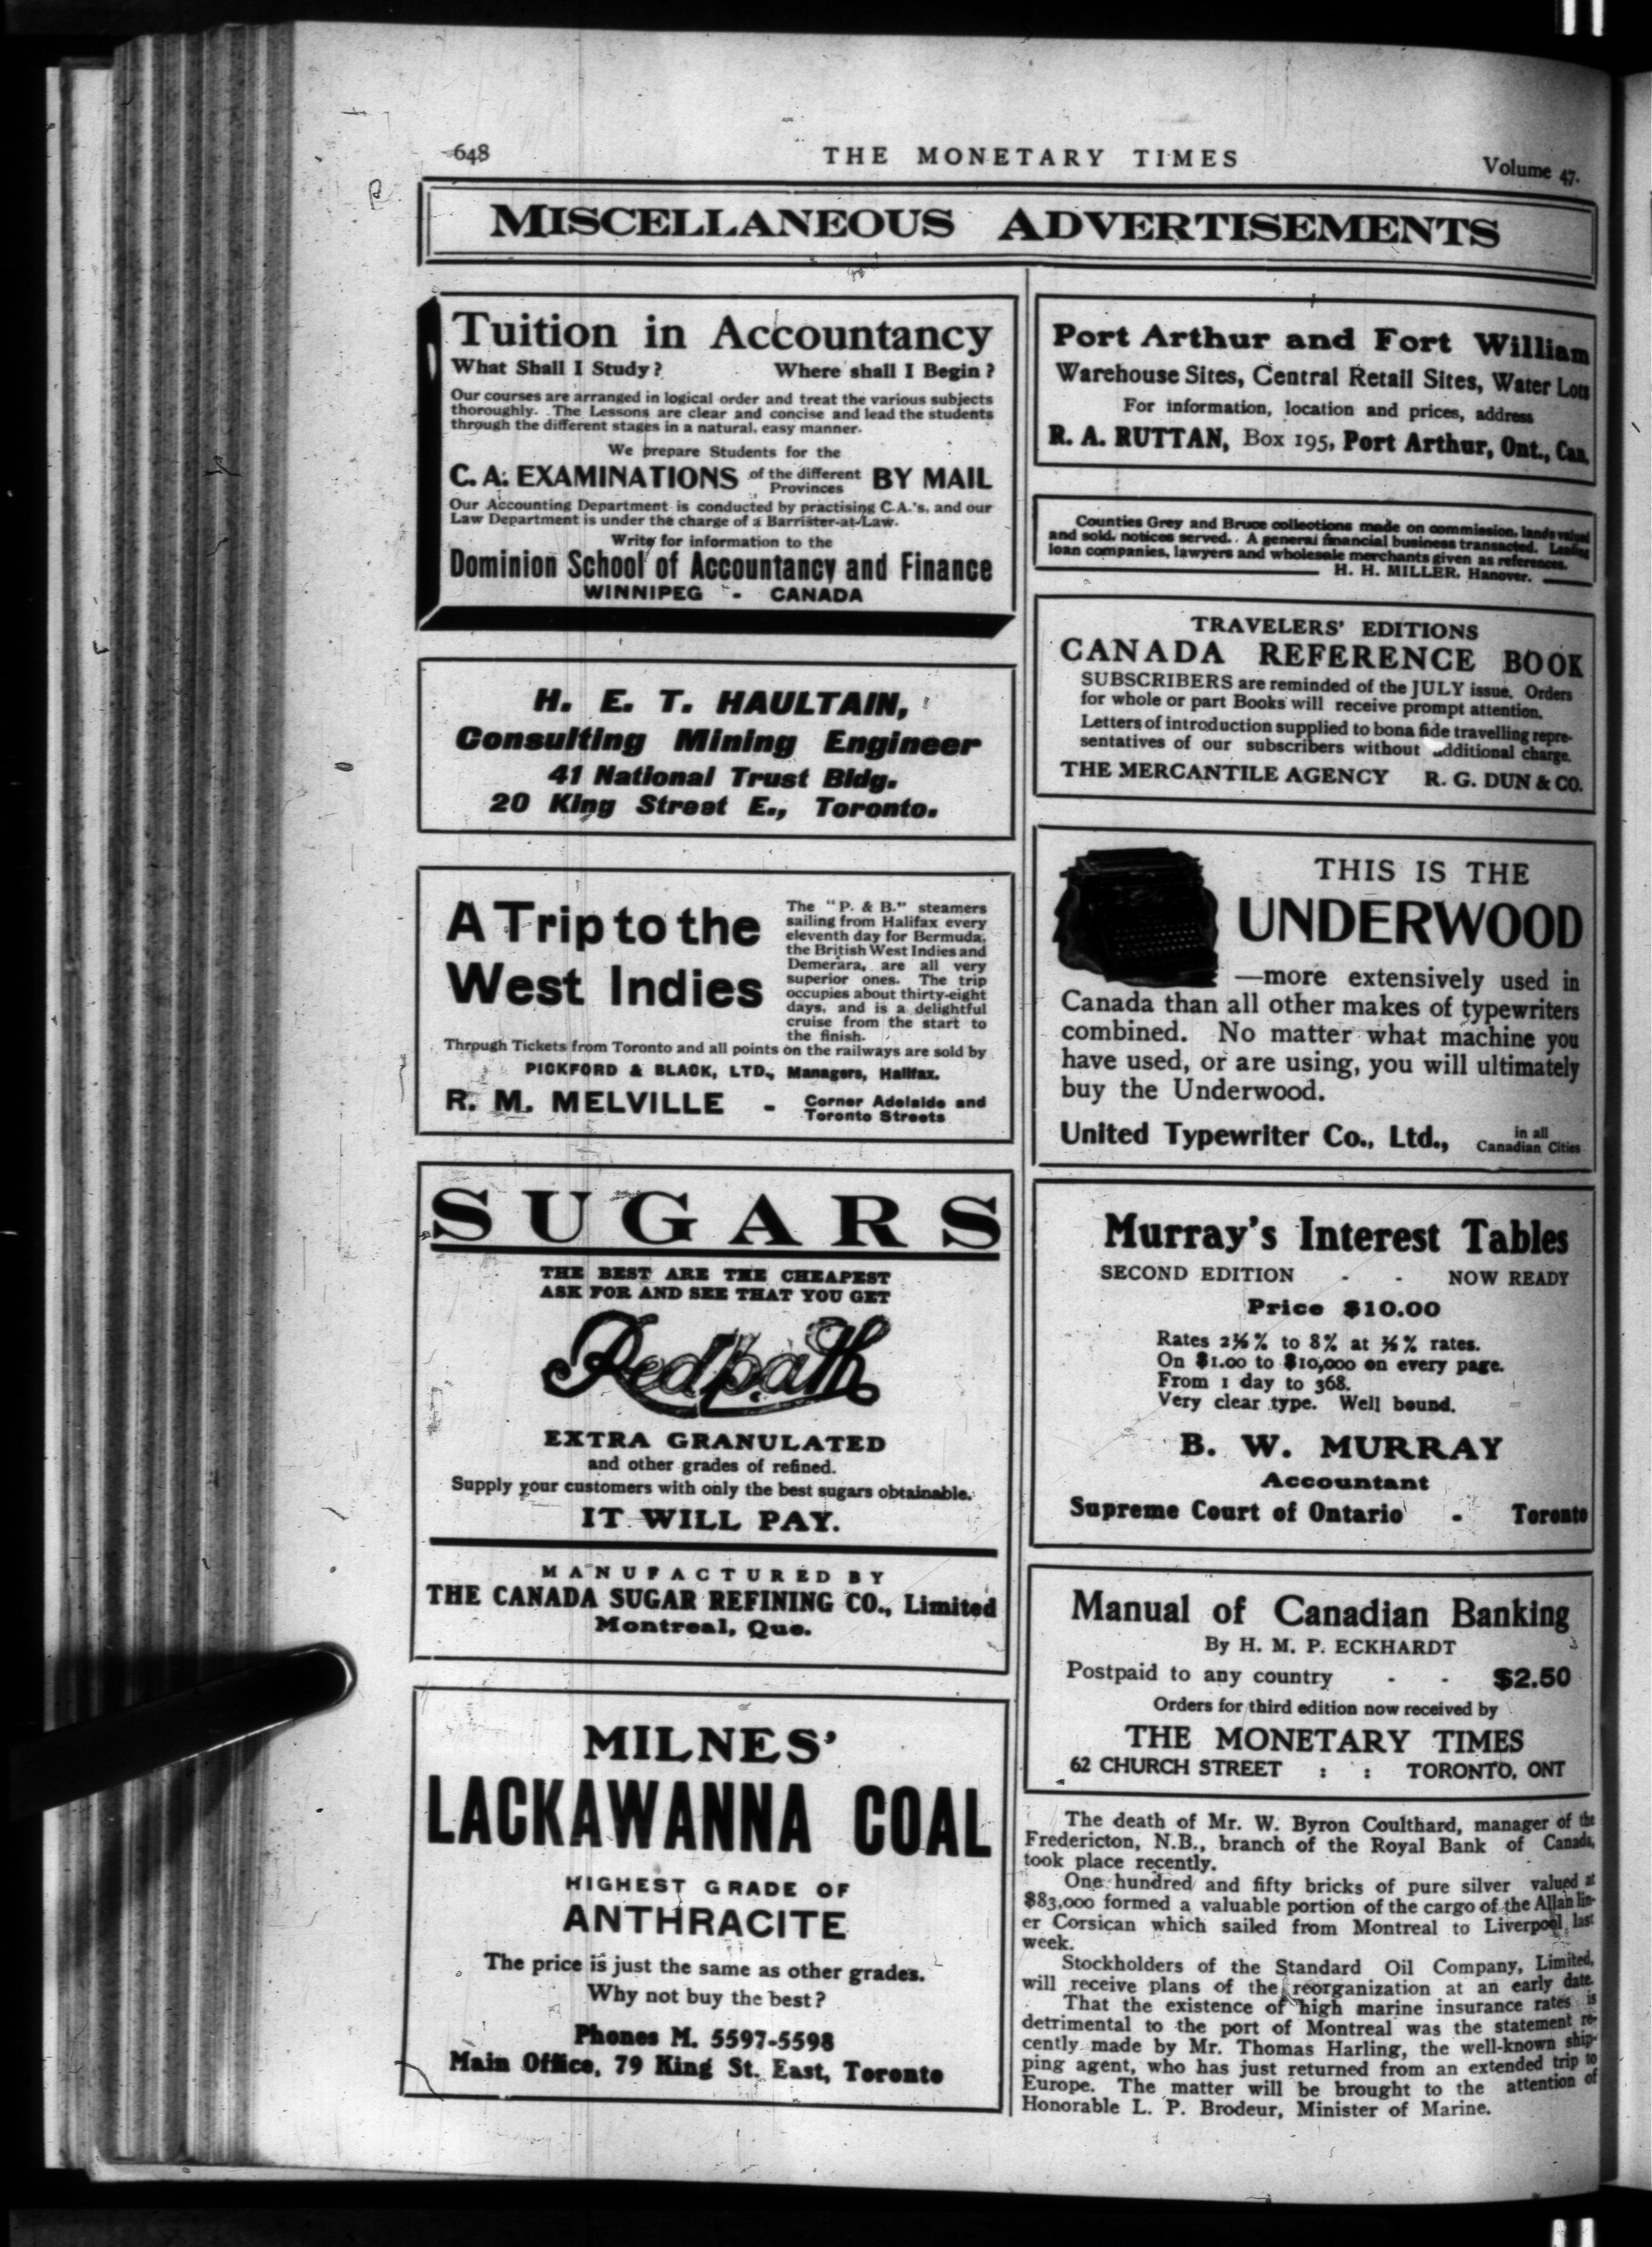 648
THE MONETARY TIMES
Volume 47.
MISCELLANEOUS ADVERTISEMENTS
Tuition in Accountancy
What Shall I Study? Where shall I Begin?
Our courses are arranged in logical order and treat the various subjects
thoroughly. The Lessons are clear and concise and lead the students
through the different stages in a natural, easy manner.
We prepare Students for the
C. A. EXAMINATIONS of the different Provinces BY MAIL
Our Accounting Department is conducted by practising C.A.'s, and our
Law Department is under the charge of a Barrister-at-Law.
Write for information to the
Dominion School of Accountancy and Finance
WINNIPEG - CANADA
H. E. T. HAULTAIN,
Consulting Mining Engineer
41 National Trust Bldg.
20 King Street E., Toronto.
A Trip to the
West Indies
The "P. & B." steamers
sailing from Halifax every
eleventh day for Bermuda,
the British West Indies and
Demerara, are all very
superior ones. The trip
occupies about thirty-eight
days, and is a delightful
cruise from the start to
the finish.
Through Tickets from Toronto and all points on the railways are sold by
PICKFORD & BLACK, LTD., Managers, Halifax.
R. M. MELVILLE - Corner Adelaide and
Toronto Streets
SUGARS
THE BEST ARE THE CHEAPEST
ASK FOR AND SEE THAT YOU GET
Redpath
EXTRA GRANULATED
and other grades of refined.
Supply your customers with only the best sugars obtainable.
IT WILL PAY.
MANUFACTURED BY
THE CANADA SUGAR REFINING CO., Limited
Montreal, Que.
MILNES'
LACKAWANNA COAL
HIGHEST GRADE OF
ANTHRACITE
The price is just the same as other grades.
Why not buy the best?
Phones M. 5597-5598
Main Office, 79 King St. East, Toronto
Port Arthur and Fort William
Warehouse Sites, Central Retail Sites, Water Lots
For information, location and prices, address
R. A. RUTTAN, Box 195, Port Arthur, Ont., Can.
Counties Grey and Bruce collections made on commission, lands valued
and sold, notices served. A general financial business transacted. Leading
loan companies, lawyers and wholesale merchants given as references.
H. H. MILLER, Hanover.
TRAVELERS' EDITIONS
CANADA REFERENCE BOOK
SUBSCRIBERS are reminded of the JULY issue. Orders
for whole or part Books will receive prompt attention.
Letters of introduction supplied to bona fide travelling repre-
sentatives of our subscribers without additional charge.
THE MERCANTILE AGENCY R. G. DUN & CO.
THIS IS THE
UNDERWOOD
—more extensively used in
Canada than all other makes of typewriters
combined. No matter what machine you
have used, or are using, you will ultimately
buy the Underwood.
United Typewriter Co., Ltd., in all
Canadian Cities
Murray's Interest Tables
SECOND EDITION - - NOW READY
Price $10.00
Rates 2½% to 8% at ¼% rates.
On $1.00 to $10,000 on every page.
From 1 day to 368.
Very clear type. Well bound.
B. W. MURRAY
Accountant
Supreme Court of Ontario - Toronto
Manual of Canadian Banking
By H. M. P. ECKHARDT
Postpaid to any country - - $2.50
Orders for third edition now received by
THE MONETARY TIMES
62 CHURCH STREET : : TORONTO, ONT
The death of Mr. W. Byron Coulthard, manager of the
Fredericton, N.B., branch of the Royal Bank of Canada,
took place recently.
One hundred and fifty bricks of pure silver valued at
$83,000 formed a valuable portion of the cargo of the Allan lin-
er Corsican which sailed from Montreal to Liverpool last
week.
Stockholders of the Standard Oil Company, Limited,
will receive plans of the reorganization at an early date.
That the existence of high marine insurance rates is
detrimental to the port of Montreal was the statement re-
cently made by Mr. Thomas Harling, the well-known ship-
ping agent, who has just returned from an extended trip to
Europe. The matter will be brought to the attention of
Honorable L. P. Brodeur, Minister of Marine.